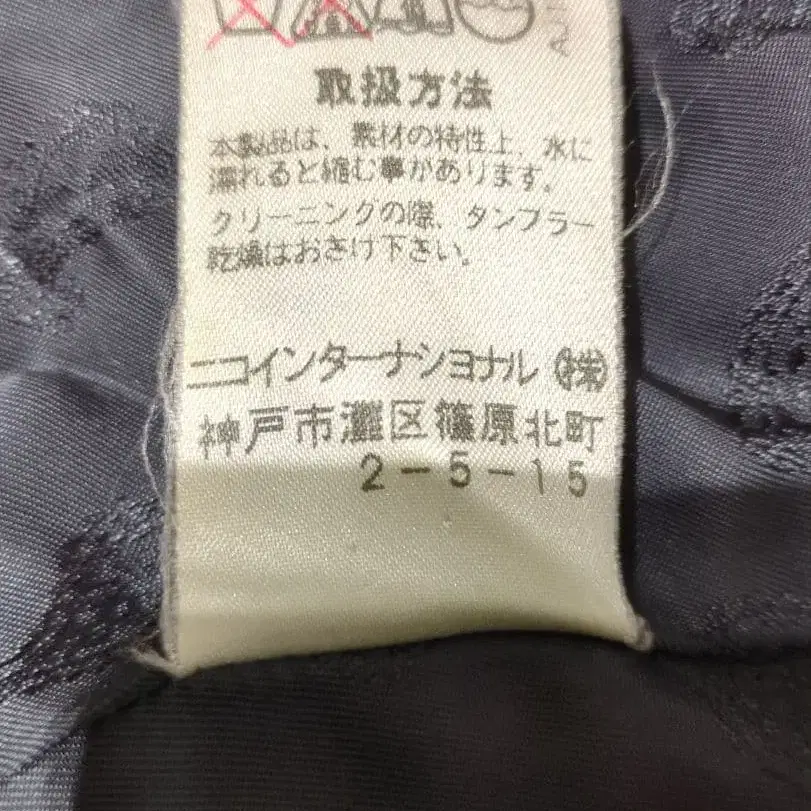 取扱方法
本製品は、素材の特性上、水に
濡れると縮む事があります。
クリーニングの際、タンブラー
乾燥はおさけ下さい。
ニコインターナショナル (株)
神戸市灘区篠原北町
2-5-15